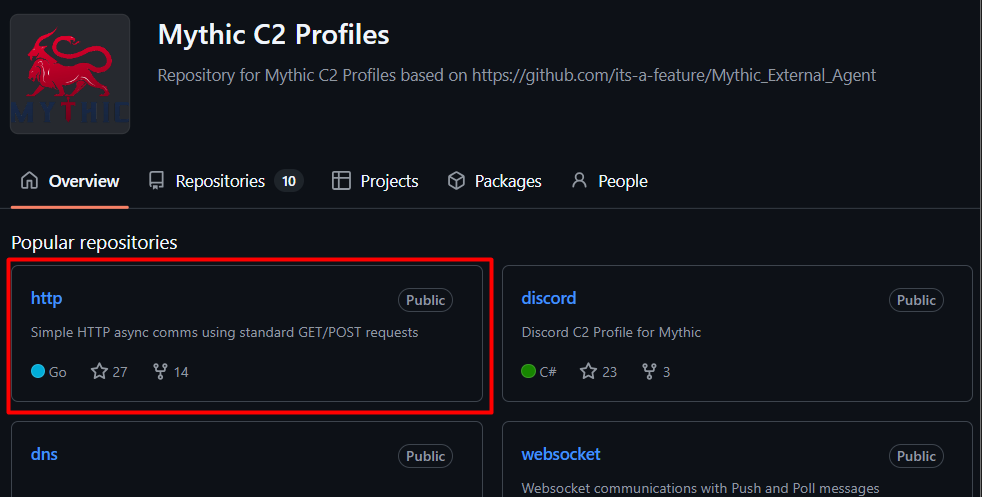 MYTHIC
Mythic C2 Profiles
Repository for Mythic C2 Profiles based on https://github.com/its-a-feature/Mythic_External_Agent
Overview Repositories 10 Projects Packages People
Popular repositories
http Public
Simple HTTP async comms using standard GET/POST requests
Go 27 14
discord Public
Discord C2 Profile for Mythic
C# 23 3
dns Public
websocket Public
Websocket communications with Push and Poll messages